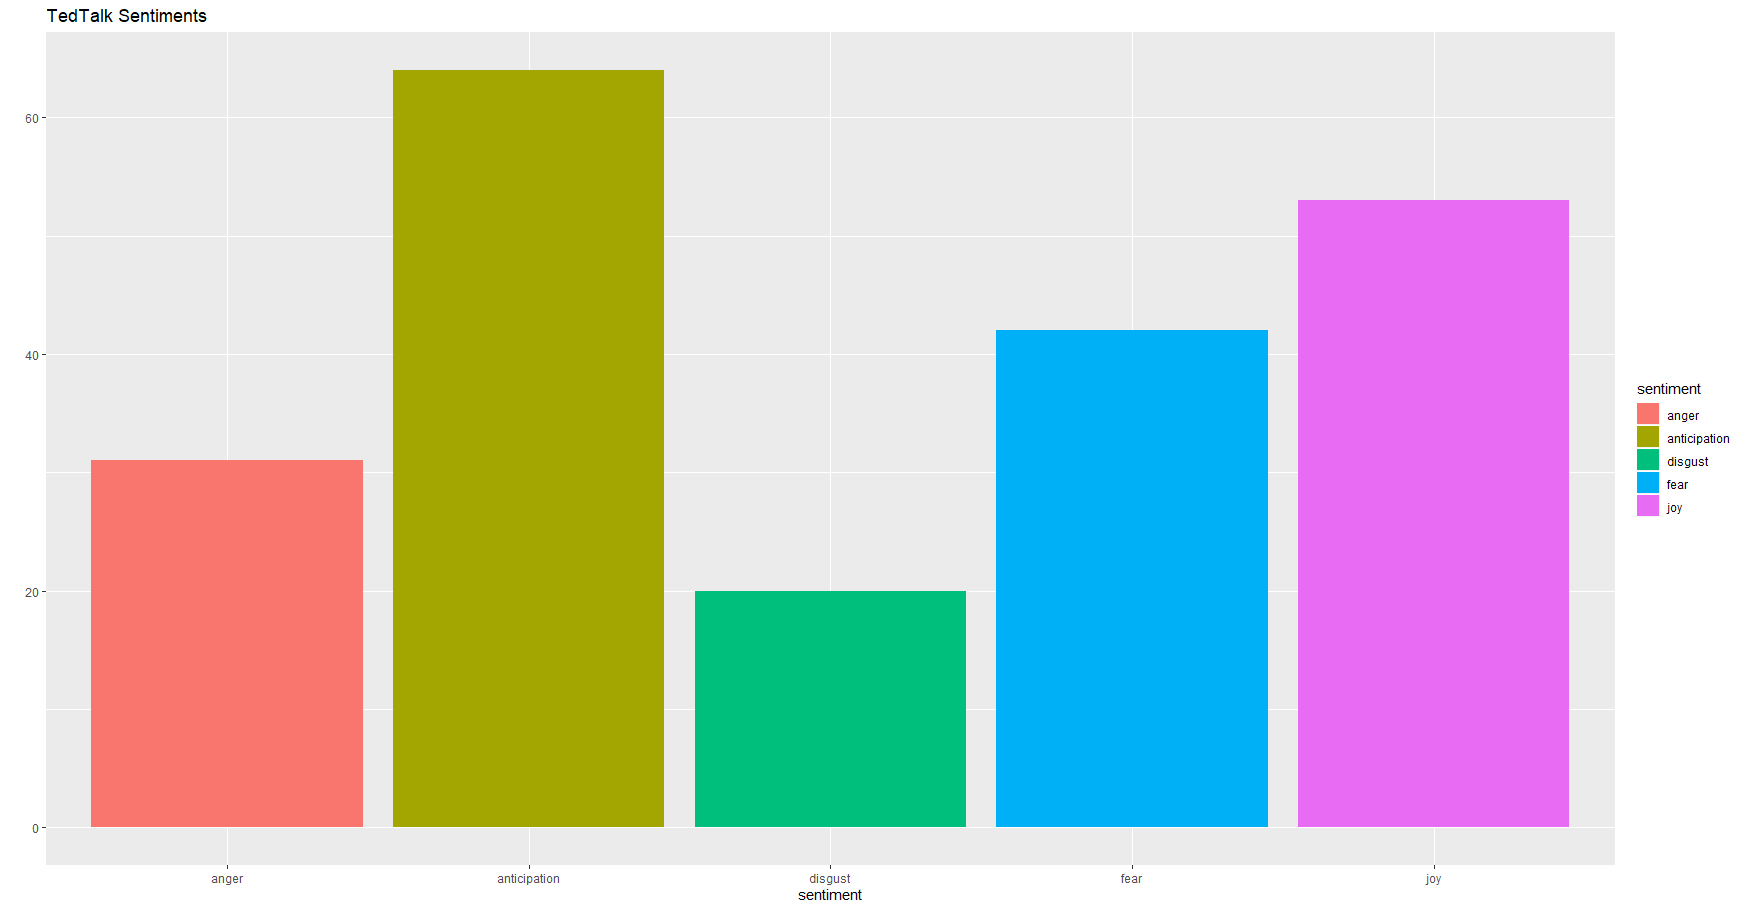 TedTalk Sentiments
60
40
20
0
anger anticipation disgust fear joy
sentiment
sentiment
anger
anticipation
disgust
fear
joy